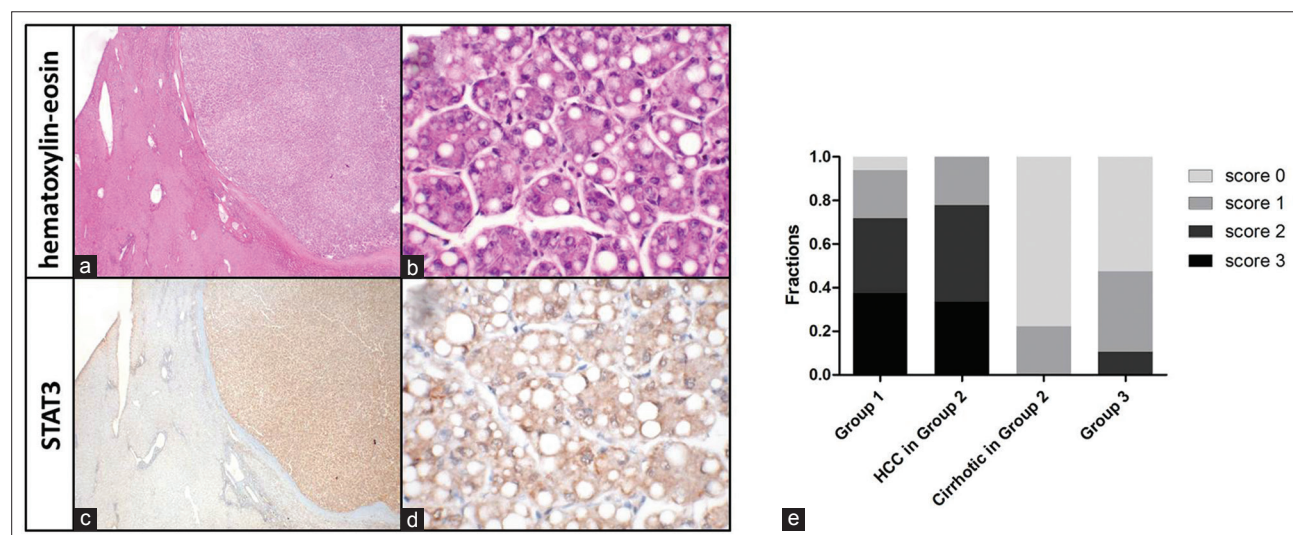 hematoxylin-eosin
a
b
STAT3
c
d
1.0
0.8
0.6
0.4
0.2
0.0
Fractions
Group 1
HCC in Group 2
Cirrhotic in Group 2
Group 3
score 0
score 1
score 2
score 3
e